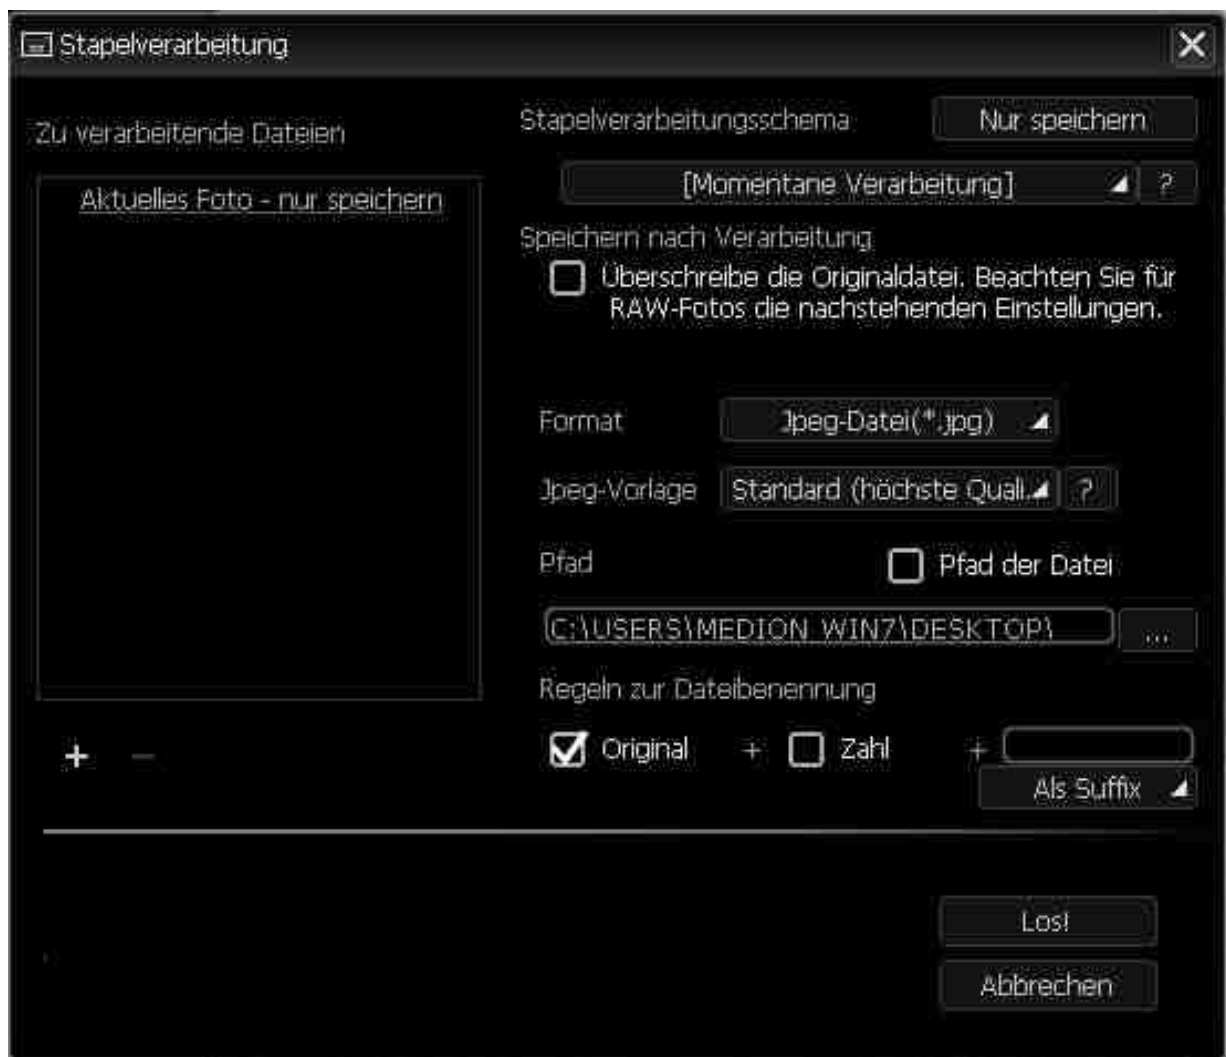 Stapelverarbeitung
Zu verarbeitende Dateien
Aktuelles Foto - nur speichern
Stapelverarbeitungsschema
Nur speichern
[Momentane Verarbeitung]
?
Speichern nach Verarbeitung
Überschreibe die Originaldatei. Beachten Sie für
RAW-Fotos die nachstehenden Einstellungen.
Format
Jpeg-Datei(*.jpg)
Jpeg-Vorlage
Standard (höchste Quali.
?
Pfad
Pfad der Datei
C:\USERS\MEDION WIN7\DESKTOP\
...
Regeln zur Dateibenennung
+ −
Original + Zahl +
Als Suffix
Los!
Abbrechen